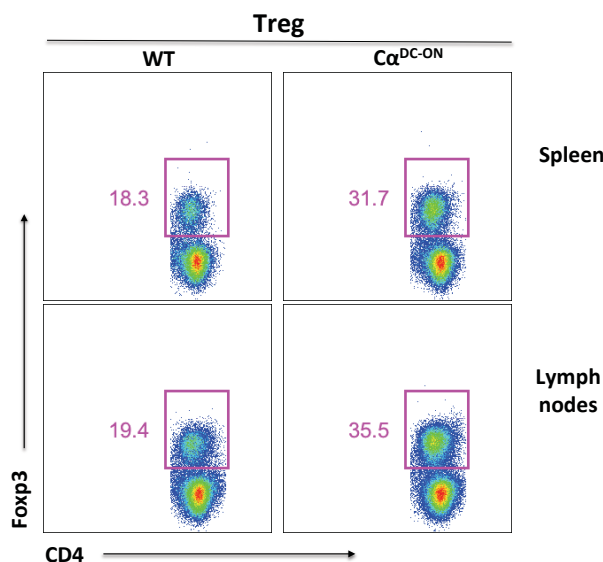 Treg
WT
Cα^DC-ON
Spleen
18.3
31.7
Lymph
nodes
19.4
35.5
Foxp3
CD4